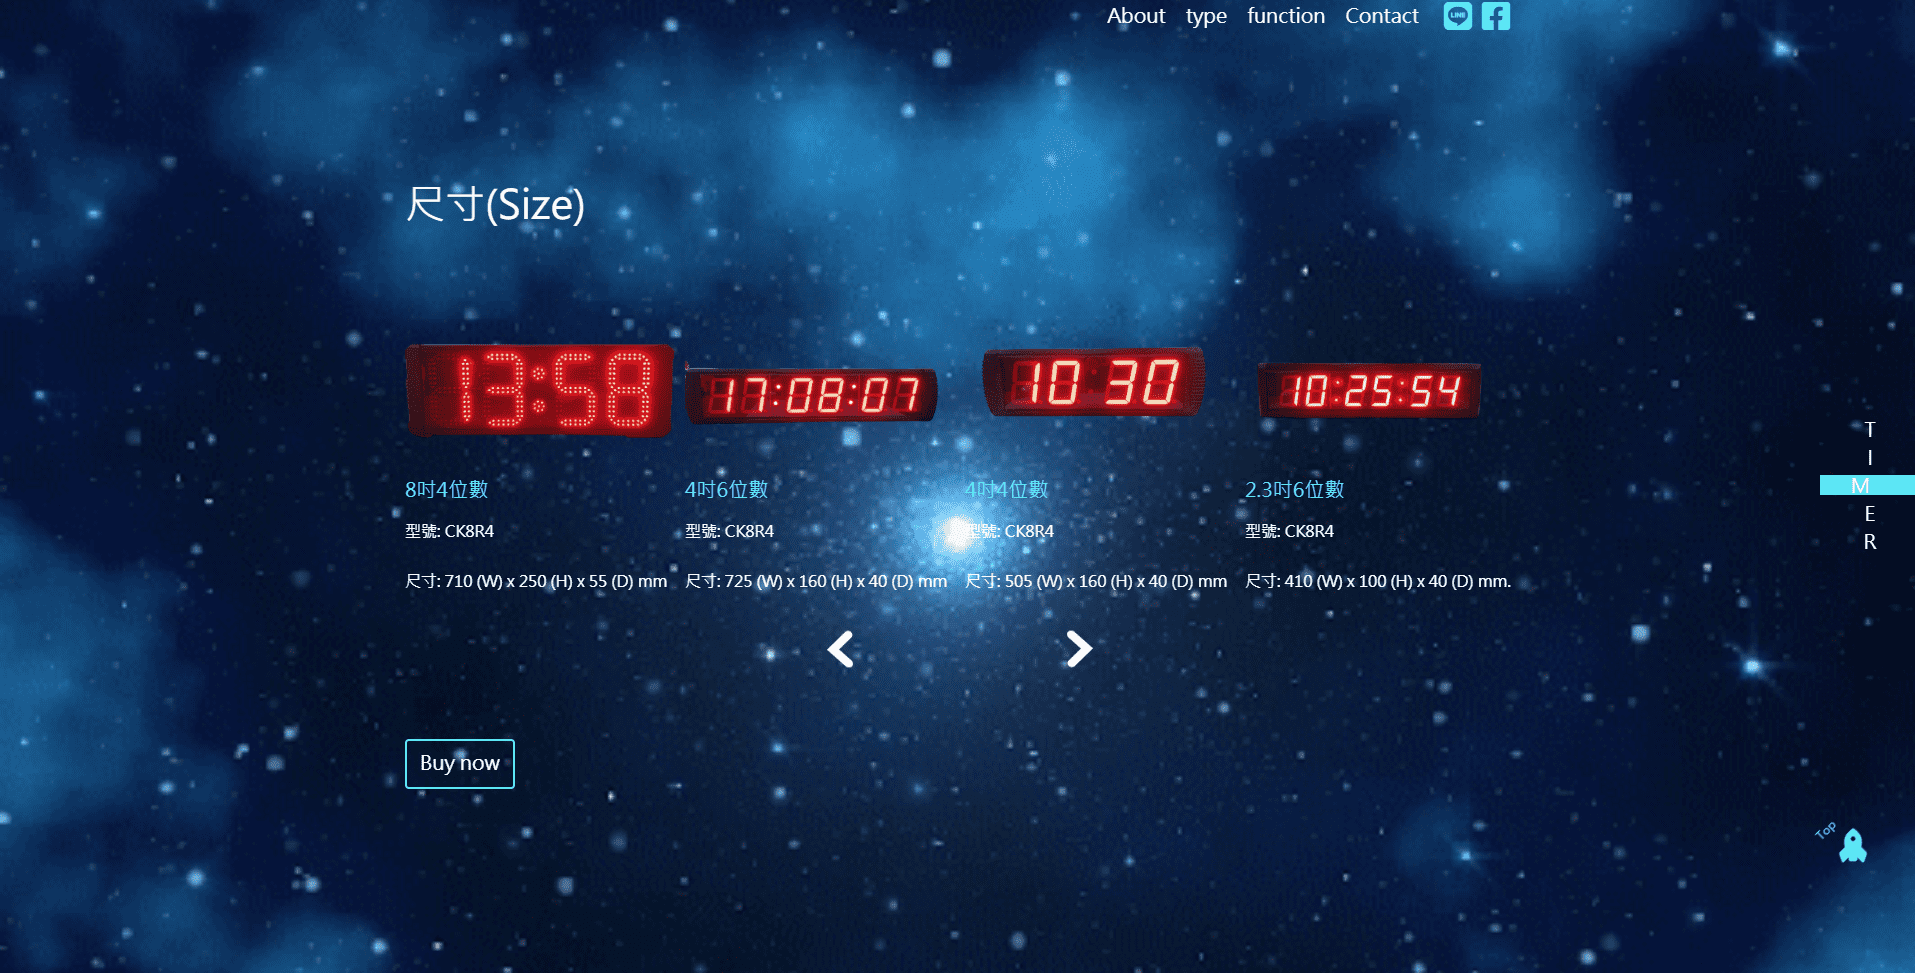 About type function Contact
LINE
尺寸(Size)
13:58
17:08:07
10 30
10:25:54
8吋4位數
4吋6位數
4吋4位數
2.3吋6位數
型號: CK8R4
型號: CK8R4
型號: CK8R4
型號: CK8R4
尺寸: 710 (W) x 250 (H) x 55 (D) mm
尺寸: 725 (W) x 160 (H) x 40 (D) mm
尺寸: 505 (W) x 160 (H) x 40 (D) mm
尺寸: 410 (W) x 100 (H) x 40 (D) mm.
T
I
M
E
R
Buy now
Top